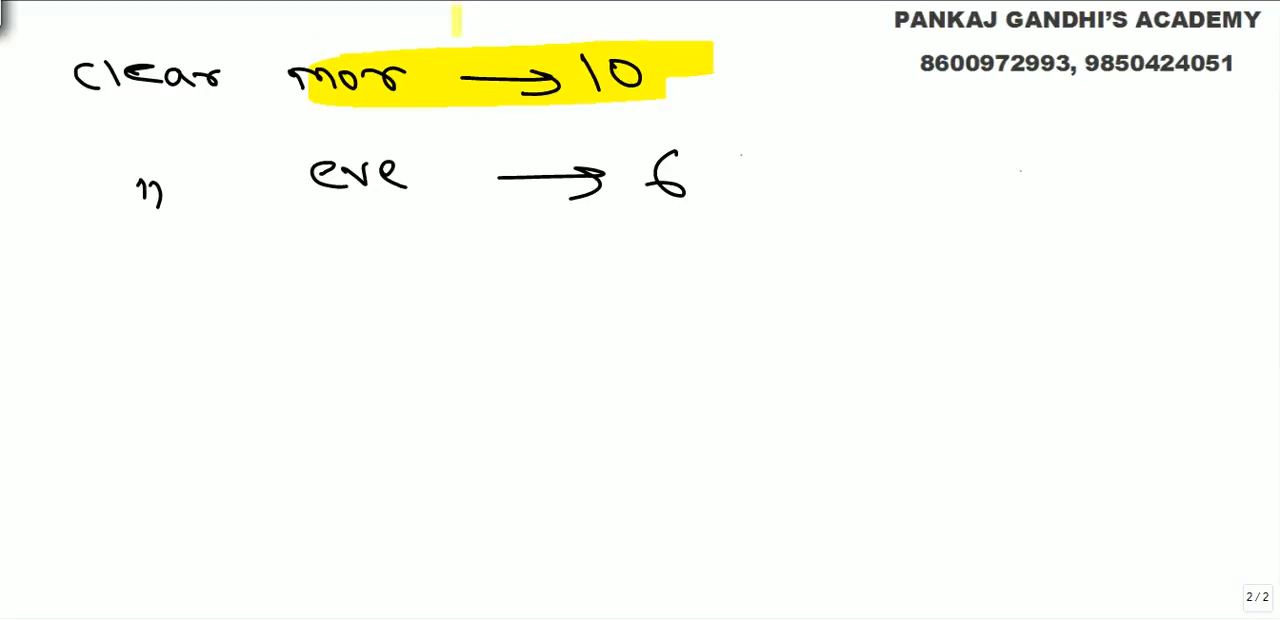 PANKAJ GANDHI'S ACADEMY
8600972993, 9850424051
clear mor → 10
" eve → 6
2 / 2